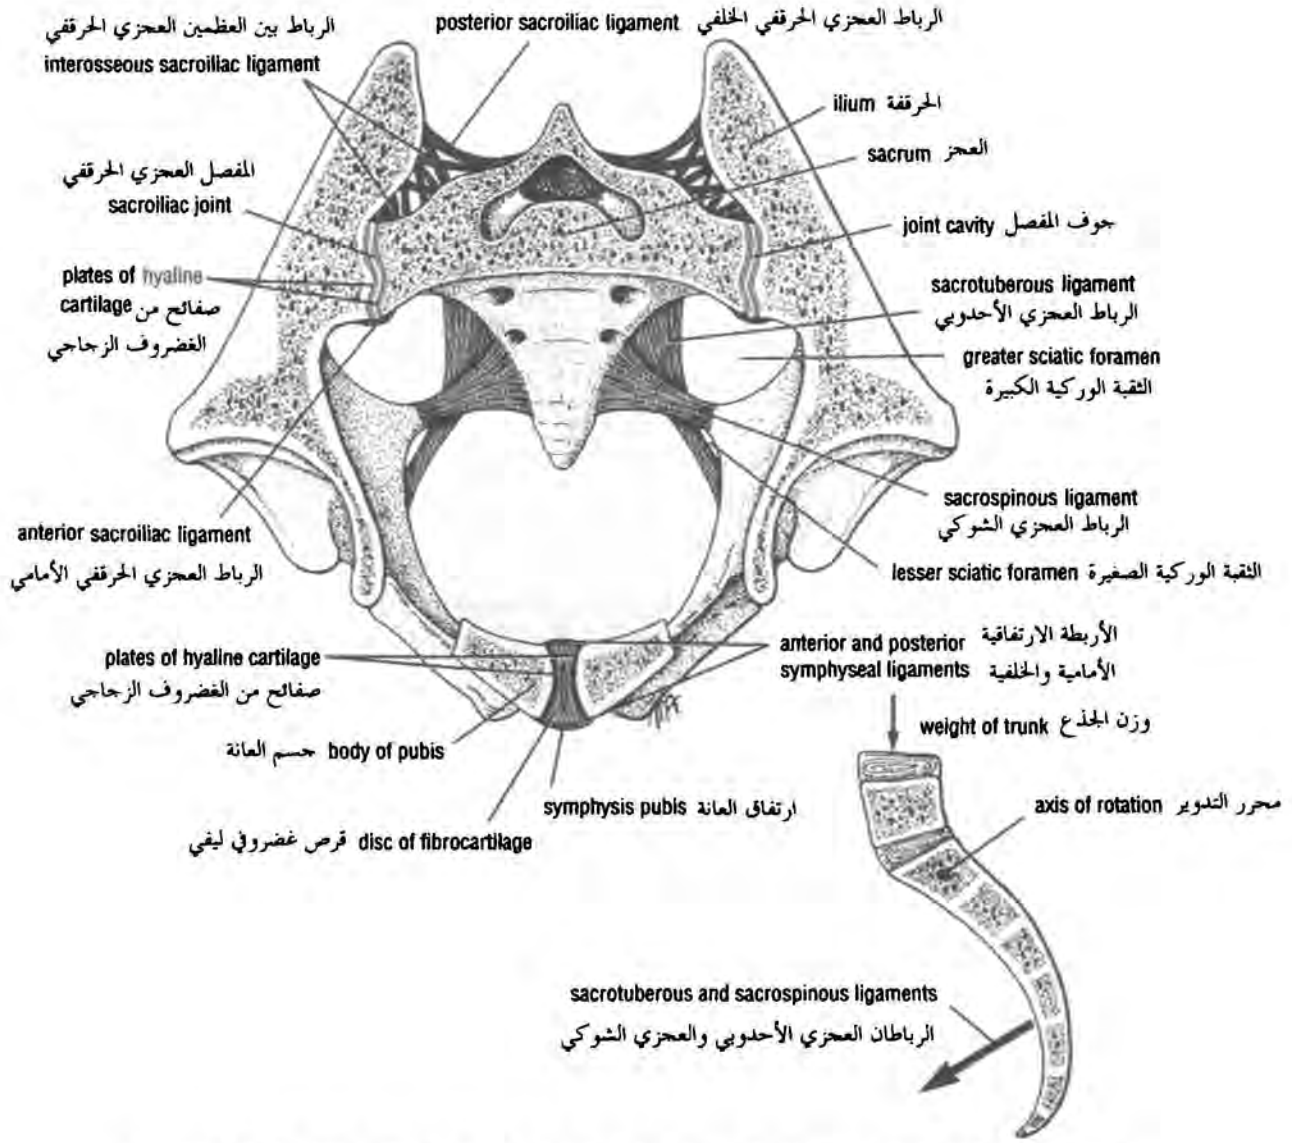 الرباط بين العظمين العجزي الحرقفي
interosseous sacroiliac ligament
posterior sacroiliac ligament الرباط العجزي الحرقفي الخلفي
ilium الحرقفة
sacrum العجز
المفصل العجزي الحرقفي
sacroiliac joint
joint cavity جوف المفصل
plates of hyaline
cartilage صفائح من
الغضروف الزجاجي
sacrotuberous ligament
الرباط العجزي الأحدوبي
greater sciatic foramen
الثقبة الوركية الكبيرة
sacrospinous ligament
الرباط العجزي الشوكي
anterior sacroiliac ligament
الرباط العجزي الحرقفي الأمامي
lesser sciatic foramen الثقبة الوركية الصغيرة
plates of hyaline cartilage
صفائح من الغضروف الزجاجي
anterior and posterior الأربطة الارتفاقية
symphyseal ligaments الأمامية والخلفية
weight of trunk وزن الجذع
جسم العانة body of pubis
symphysis pubis ارتفاق العانة
axis of rotation محرر التدوير
قرص غضروفي ليفي disc of fibrocartilage
sacrotuberous and sacrospinous ligaments
الرباطان العجزي الأحدوبي والعجزي الشوكي